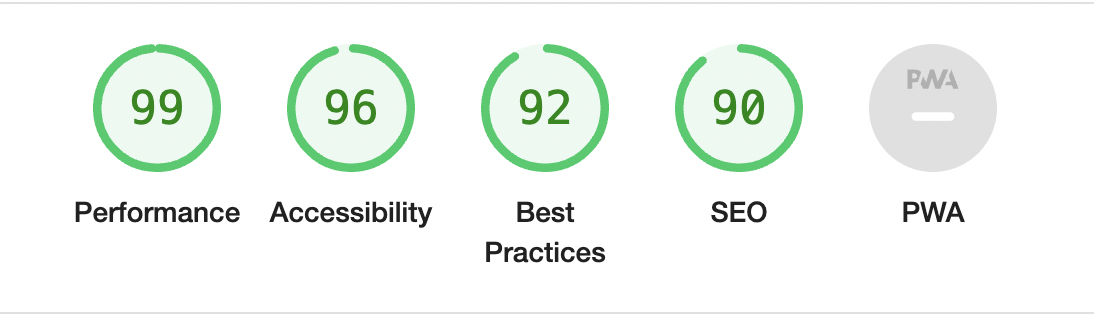 99
96
92
90
PWA
Performance
Accessibility
Best
Practices
SEO
PWA